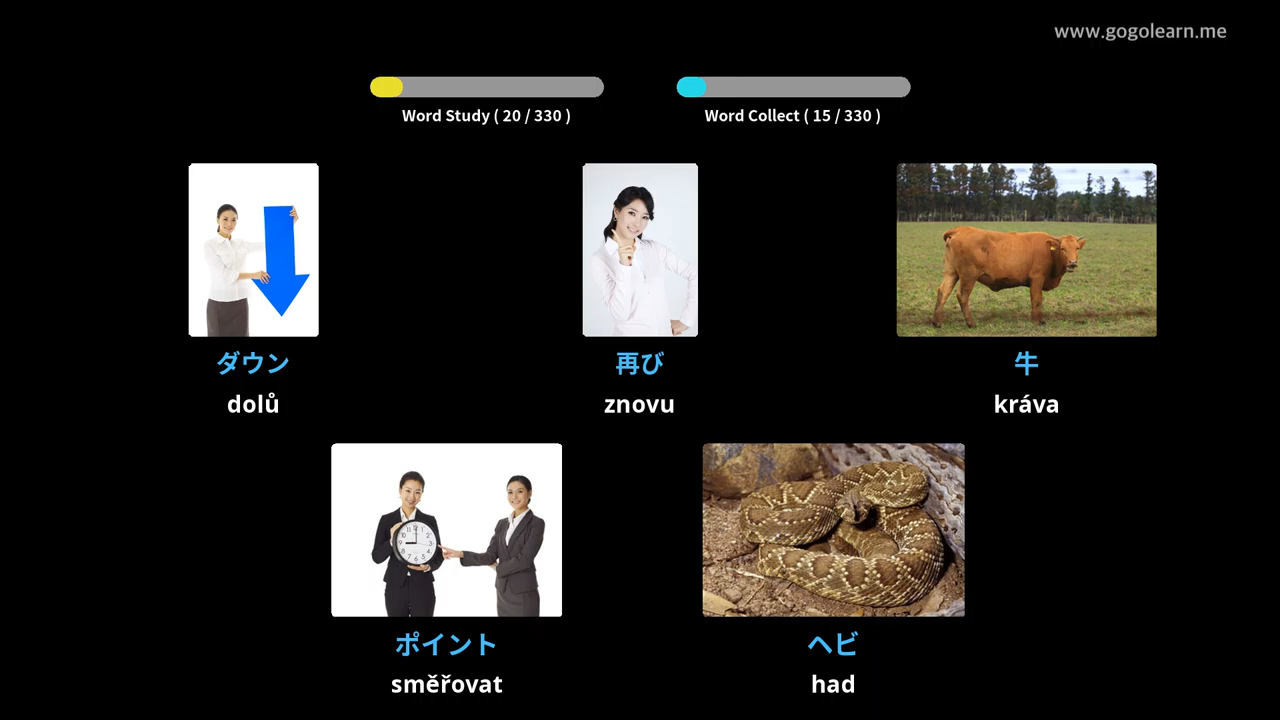 www.gogolearn.me
Word Study ( 20 / 330 )
Word Collect ( 15 / 330 )
ダウン
dolů
再び
znovu
牛
kráva
ポイント
směřovat
ヘビ
had